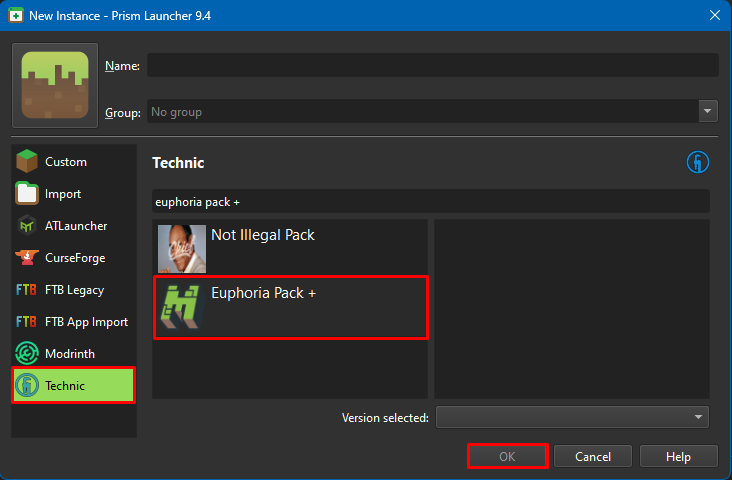 New Instance - Prism Launcher 9.4
Name:
Group: No group
Custom
Import
ATLauncher
CurseForge
FTB Legacy
FTB App Import
Modrinth
Technic
Technic
euphoria pack +
Not Illegal Pack
Euphoria Pack +
Version selected:
OK Cancel Help